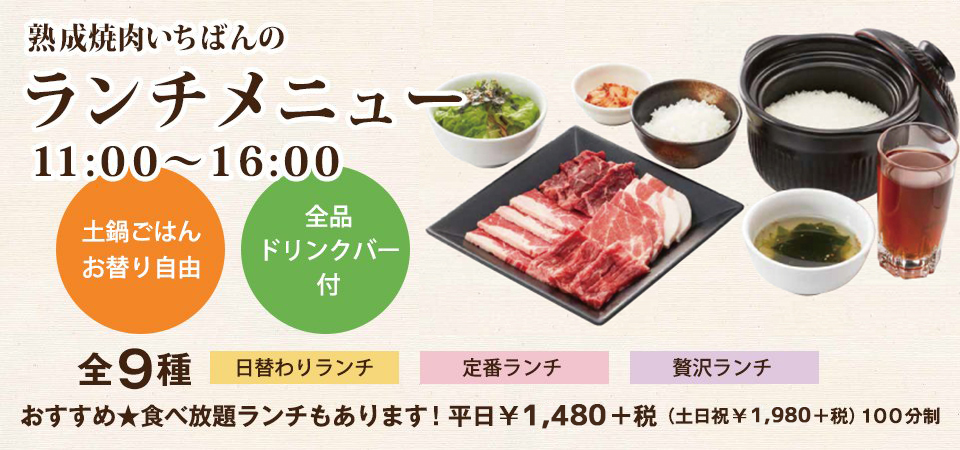 熟成焼肉いちばんの
ランチメニュー
11:00～16:00
土鍋ごはん
お替り自由
全品
ドリンクバー
付
全9種
日替わりランチ
定番ランチ
贅沢ランチ
おすすめ★食べ放題ランチもあります！平日￥1,480＋税（土日祝￥1,980＋税）100分制